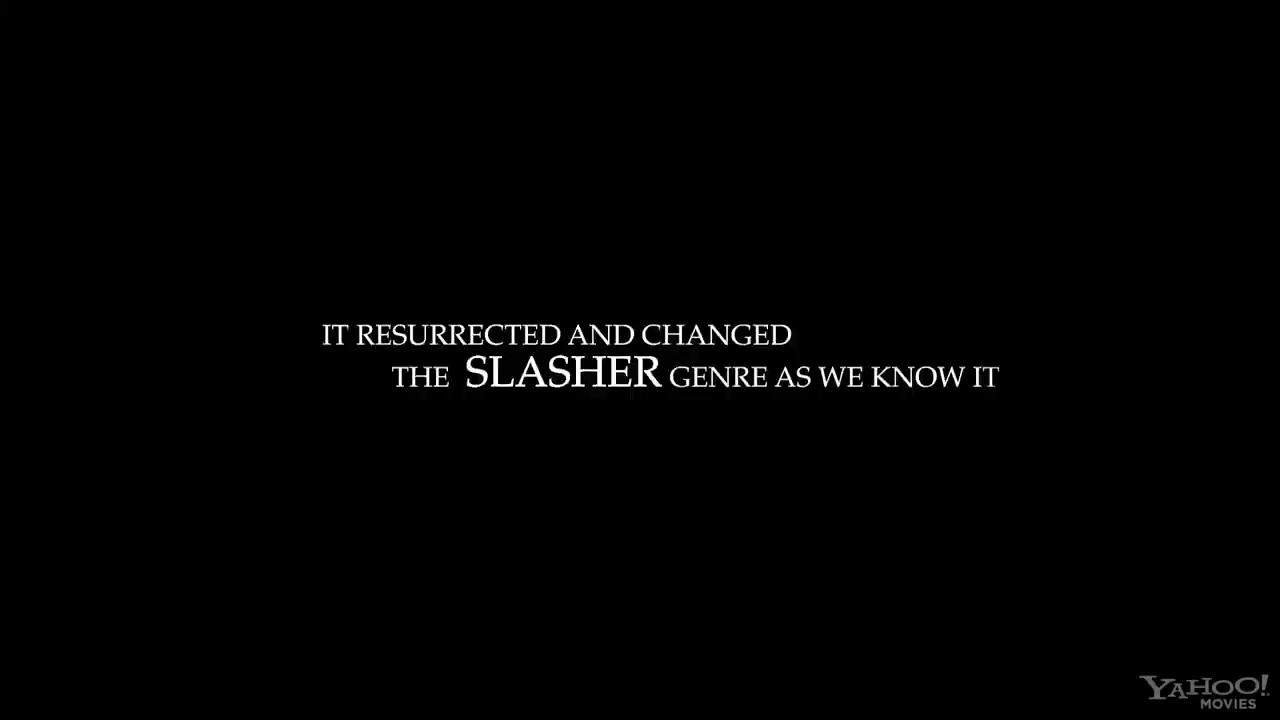 IT RESURRECTED AND CHANGED
THE SLASHER GENRE AS WE KNOW IT
YAHOO!
MOVIES